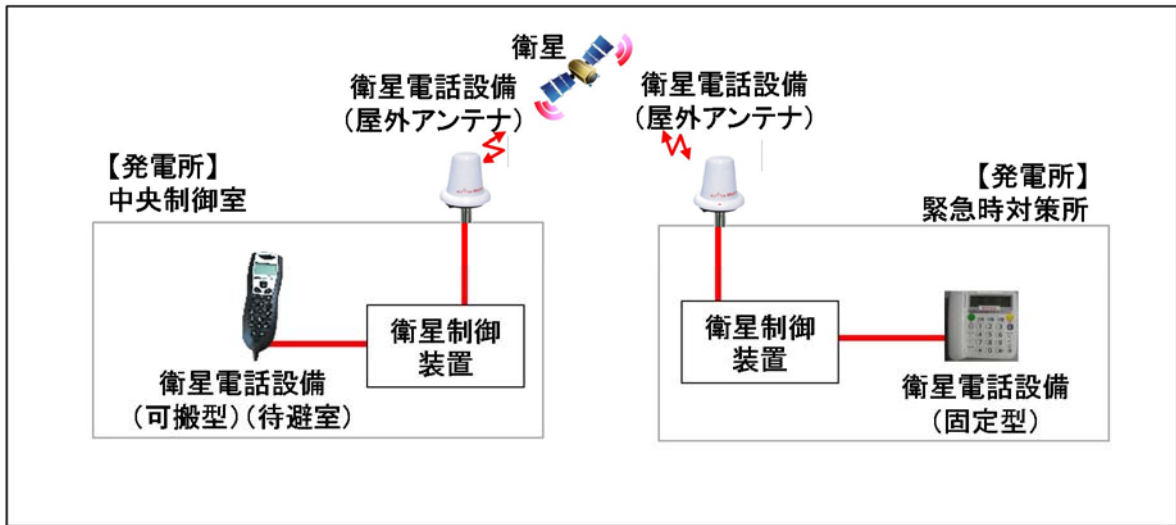 衛星
衛星電話設備
（屋外アンテナ）
衛星電話設備
（屋外アンテナ）
【発電所】
中央制御室
【発電所】
緊急時対策所
衛星制御
装置
衛星電話設備
（可搬型）（待避室）
衛星制御
装置
衛星電話設備
（固定型）